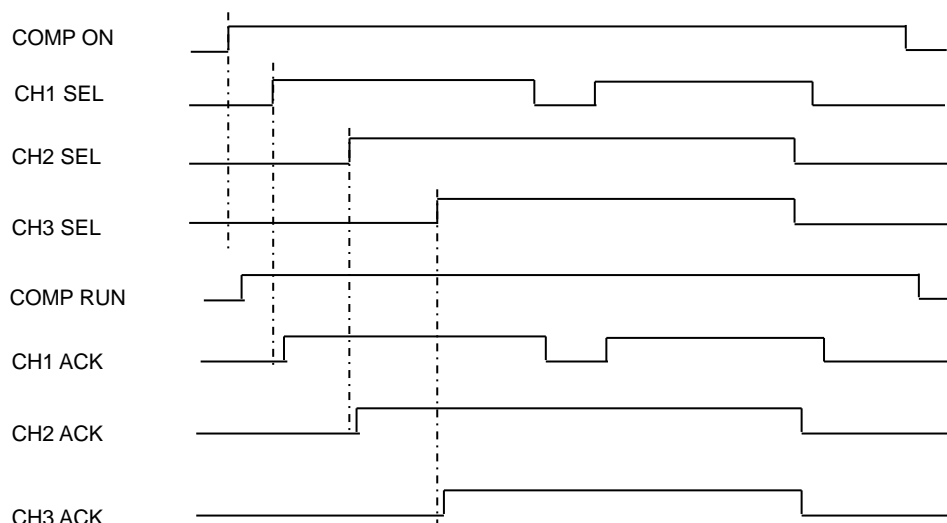 COMP ON
CH1 SEL
CH2 SEL
CH3 SEL
COMP RUN
CH1 ACK
CH2 ACK
CH3 ACK